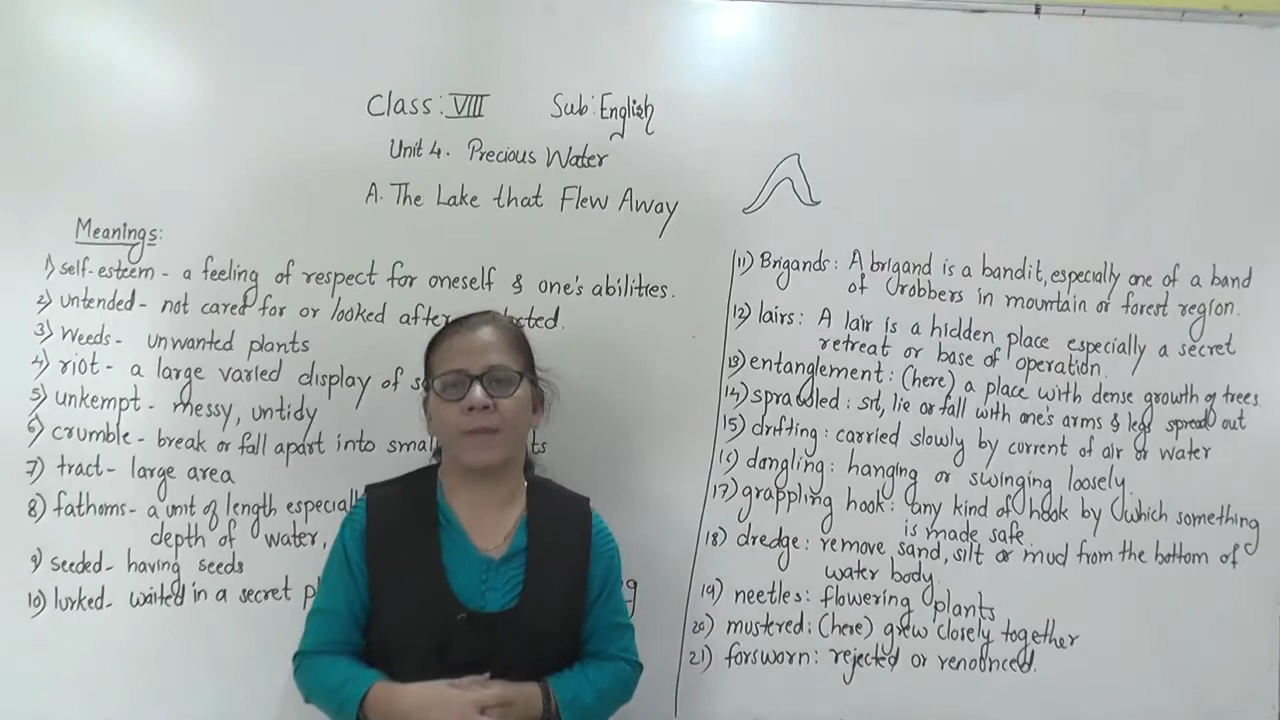 Class: VIII Sub: English
Unit 4. Precious Water
A. The Lake that Flew Away
Meanings:
1) self-esteem - a feeling of respect for oneself & one's abilities.
2) untended - not cared for or looked after
3) Weeds - unwanted plants
4) riot - a large varied display of
5) unkempt - messy, untidy
6) crumble - break or fall apart into small
7) tract - large area
8) fathoms - a unit of length
depth of water,
9) seeded - having seeds
10) lurked - waited in a secret
11) Brigands: A brigand is a bandit, especially one of a band
of robbers in mountain or forest region.
12) lairs: A lair is a hidden place especially a secret
retreat or base of operation.
13) entanglement: (here) a place with dense growth of trees.
14) sprawled: sit, lie or fall with one's arms & legs spread out
15) drifting: carried slowly by current of air or water
16) dangling: hanging or swinging loosely.
17) grappling hook: any kind of hook by which something
is made safe.
18) dredge: remove sand, silt or mud from the bottom of
water body.
19) neetles: flowering plants
20) mustered: (here) grew closely together
21) forsworn: rejected or renounced.